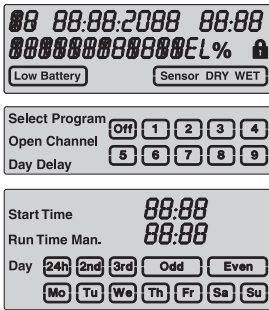 88 88:88:2088 88:88
88888888888EL%
Low Battery Sensor DRY WET
Select Program
Open Channel
Day Delay
Off 1 2 3 4
5 6 7 8 9
Start Time 88:88
Run Time Man. 88:88
Day 24h 2nd 3rd Odd Even
Mo Tu We Th Fr Sa Su